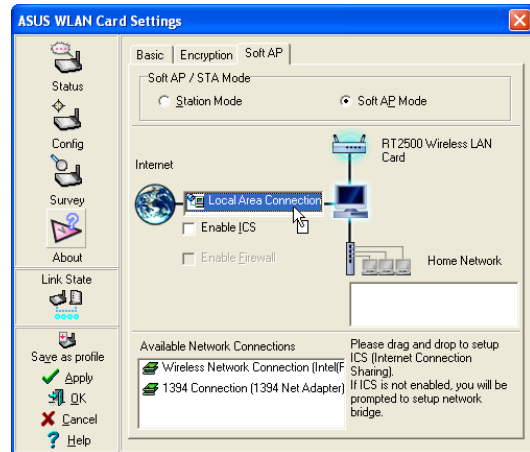 ASUS WLAN Card Settings
Status
Config
Survey
About
Link State
Save as profile
Apply
OK
Cancel
Help
Basic
Encryption
Soft AP
Soft AP / STA Mode
Station Mode
Soft AP Mode
RT2500 Wireless LAN
Card
Internet
Local Area Connection
Enable ICS
Enable Firewall
Home Network
Available Network Connections
Wireless Network Connection (Intel(F
1394 Connection (1394 Net Adapter)
Please drag and drop to setup
ICS (Internet Connection
Sharing).
If ICS is not enabled, you will be
prompted to setup network
bridge.